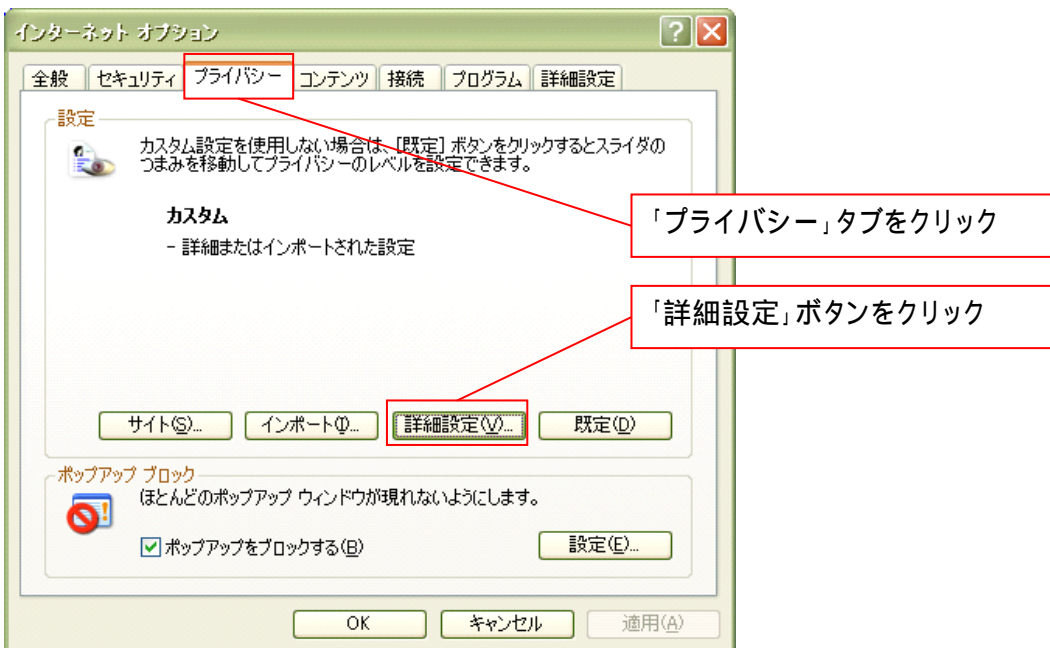 インターネット オプション
全般 セキュリティ プライバシー コンテンツ 接続 プログラム 詳細設定
設定
カスタム設定を使用しない場合は、[既定] ボタンをクリックするとスライダの
つまみを移動してプライバシーのレベルを設定できます。
カスタム
- 詳細またはインポートされた設定
「プライバシー」タブをクリック
「詳細設定」ボタンをクリック
サイト(S)... インポート(I)... 詳細設定(V)... 既定(D)
ポップアップ ブロック
ほとんどのポップアップ ウィンドウが現れないようにします。
ポップアップをブロックする(B) 設定(E)...
OK キャンセル 適用(A)